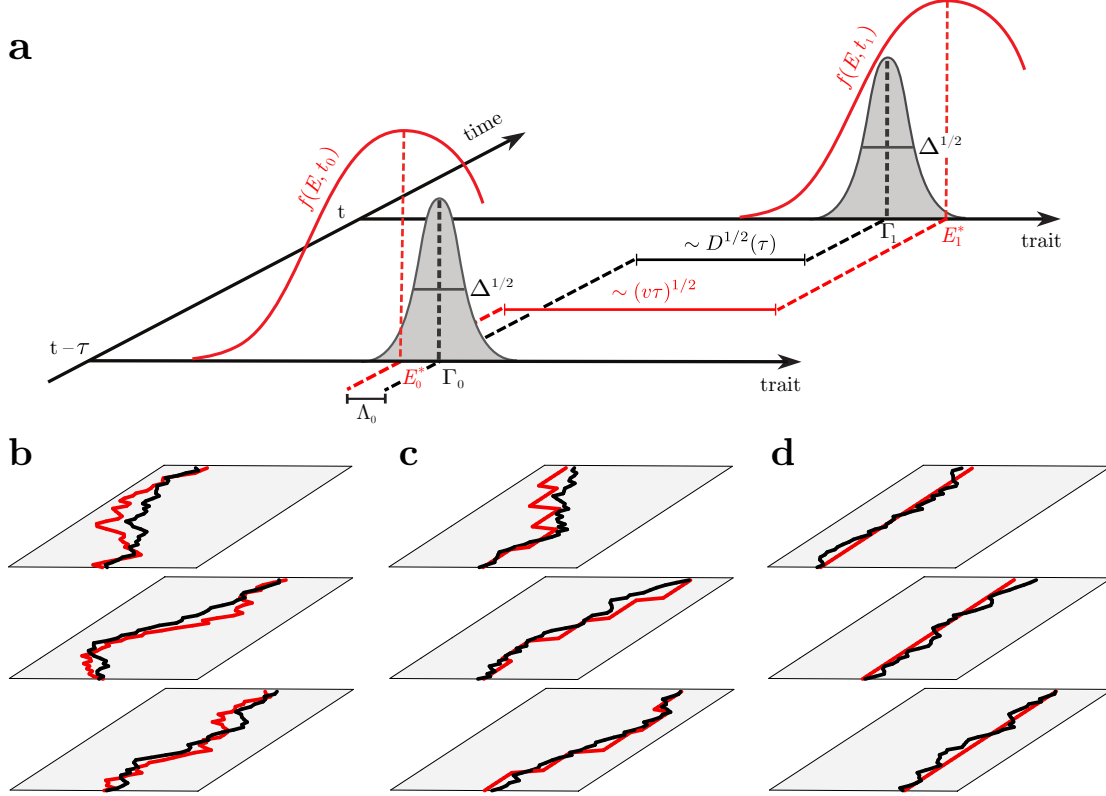 a
f(E, t₁)
time
Δ^{1/2}
f(E, t₀)
t
Γ₁
E₁*
trait
∼ D^{1/2}(τ)
Δ^{1/2}
∼ (vτ)^{1/2}
t − τ
E₀*
Γ₀
trait
Λ₀
b
c
d